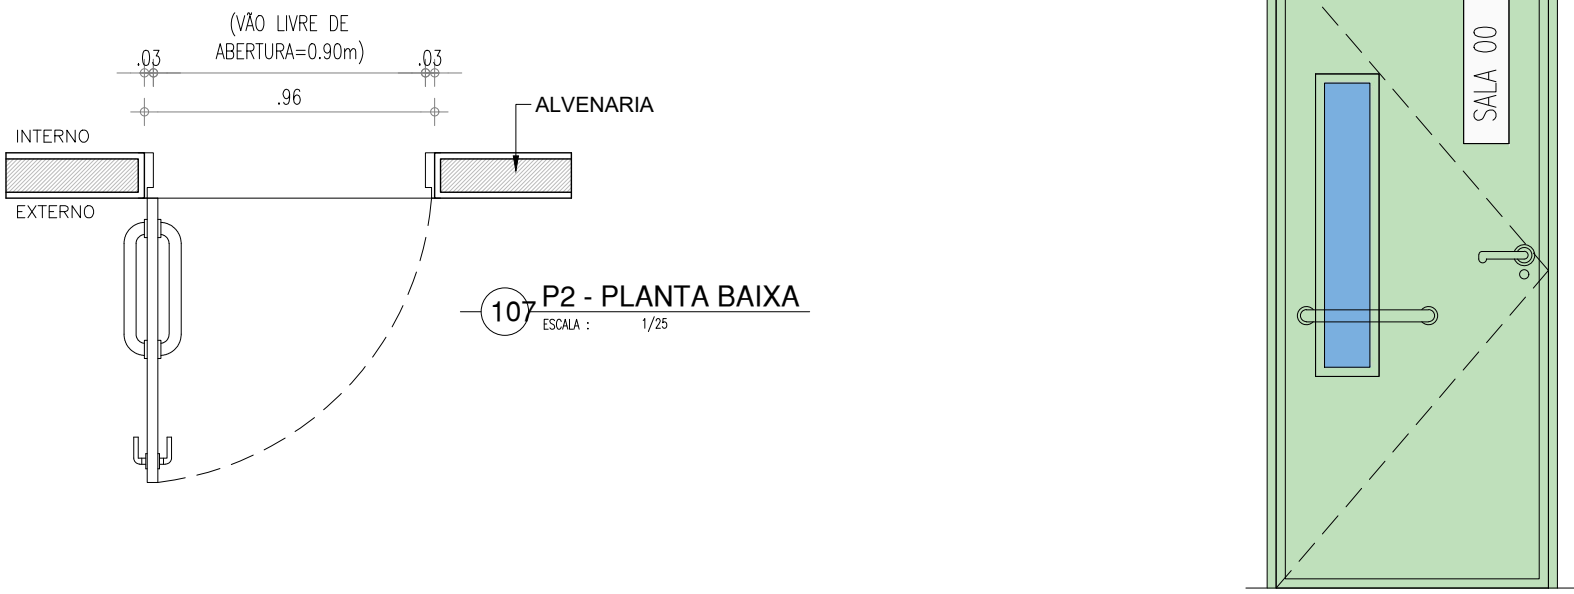 (VÃO LIVRE DE
ABERTURA=0.90m)
.03
.03
.96
ALVENARIA
INTERNO
EXTERNO
107
P2 - PLANTA BAIXA
ESCALA : 1/25
SALA 00